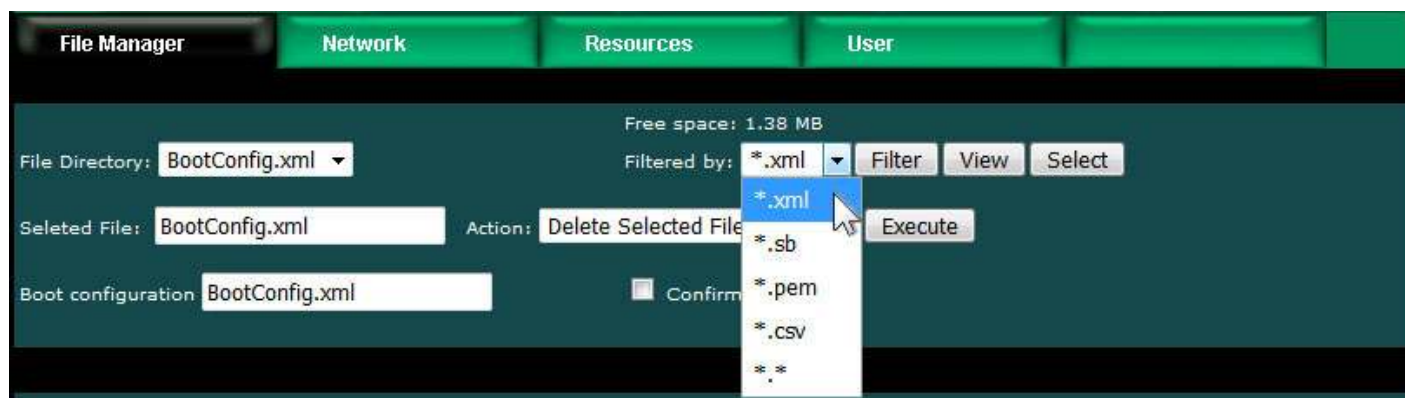 File Manager Network Resources User
Free space: 1.38 MB
File Directory: BootConfig.xml Filtered by: *.xml Filter View Select
*.xml
Seleted File: BootConfig.xml Action: Delete Selected File Execute
*.sb
Boot configuration BootConfig.xml Confirm *.pem
*.csv
*.*